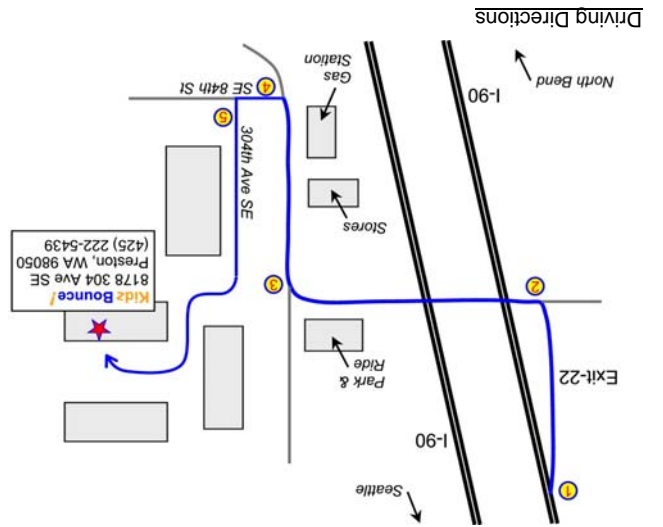 Seattle
1
I-90
Exit-22
Park &
Ride
2
3
Kidz Bounce!
8178 304 Ave SE
Preston, WA 98050
(425) 222-5439
Stores
304th Ave SE
Gas
Station
4
5
SE 84th St
I-90
North Bend
Driving Directions